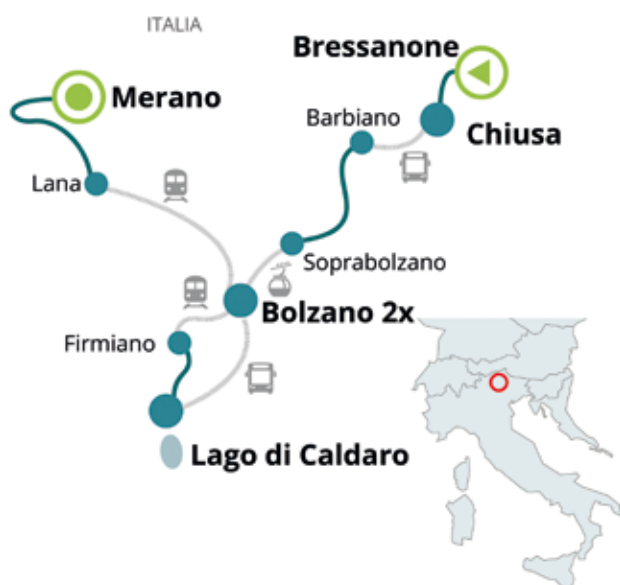 ITALIA
Bressanone
Merano
Barbiano
Chiusa
Lana
Soprabolzano
Bolzano 2x
Firmiano
Lago di Caldaro